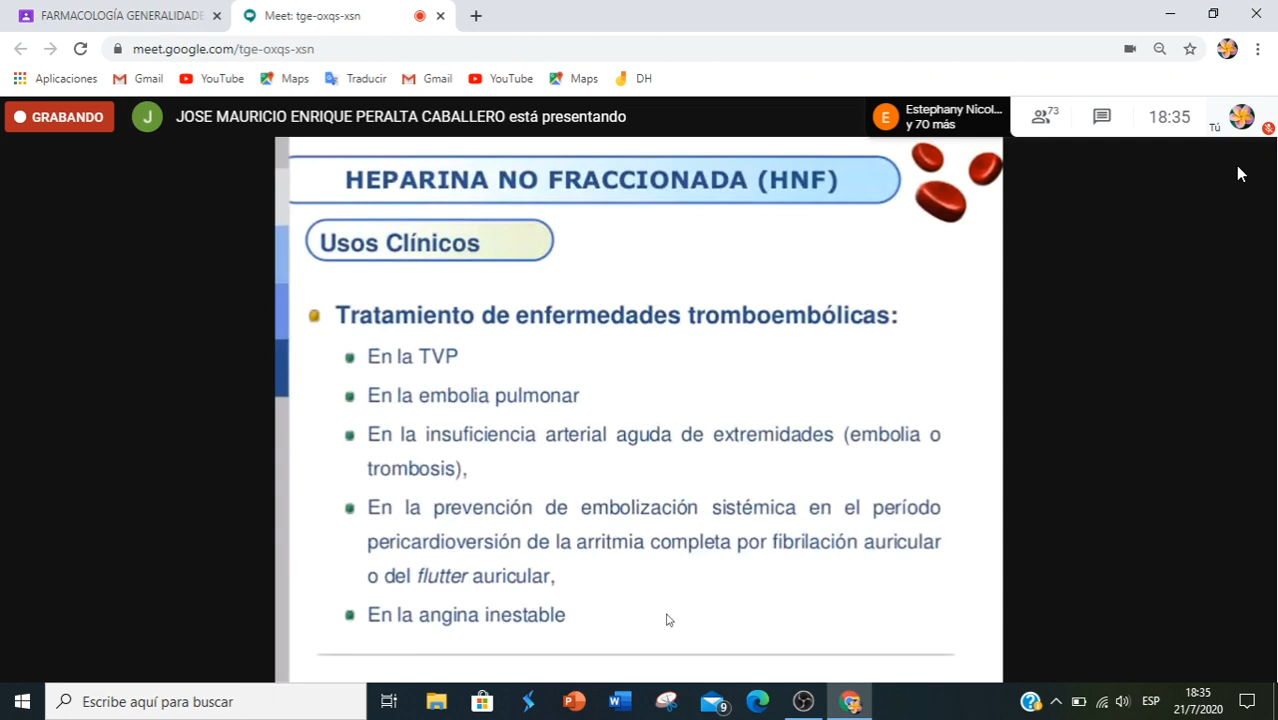 FARMACOLOGÍA GENERALIDADE
Meet: tge-oxqs-xsn
meet.google.com/tge-oxqs-xsn
Aplicaciones Gmail YouTube Maps Traducir Gmail YouTube Maps DH
GRABANDO
J
JOSE MAURICIO ENRIQUE PERALTA CABALLERO está presentando
E
Estephany Nicol...
y 70 más
73
18:35
Tú
HEPARINA NO FRACCIONADA (HNF)
Usos Clínicos
Tratamiento de enfermedades tromboembólicas:
En la TVP
En la embolia pulmonar
En la insuficiencia arterial aguda de extremidades (embolia o
trombosis),
En la prevención de embolización sistémica en el período
pericardioversión de la arritmia completa por fibrilación auricular
o del flutter auricular,
En la angina inestable
Escribe aquí para buscar
9
ESP
18:35
21/7/2020